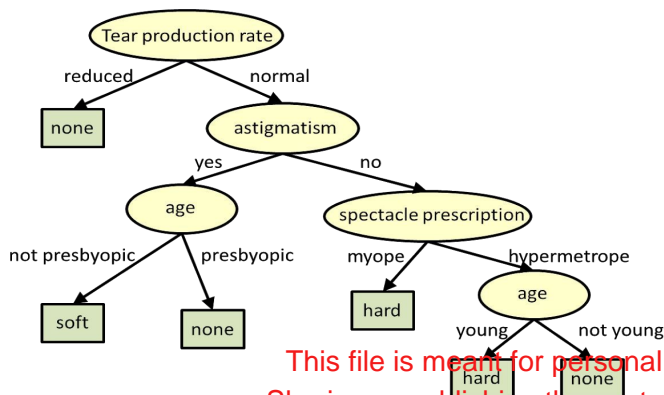 Tear production rate
reduced
normal
none
astigmatism
yes
no
age
spectacle prescription
not presbyopic
presbyopic
myope
hypermetrope
soft
none
hard
age
young
not young
hard
none
This file is meant for personal